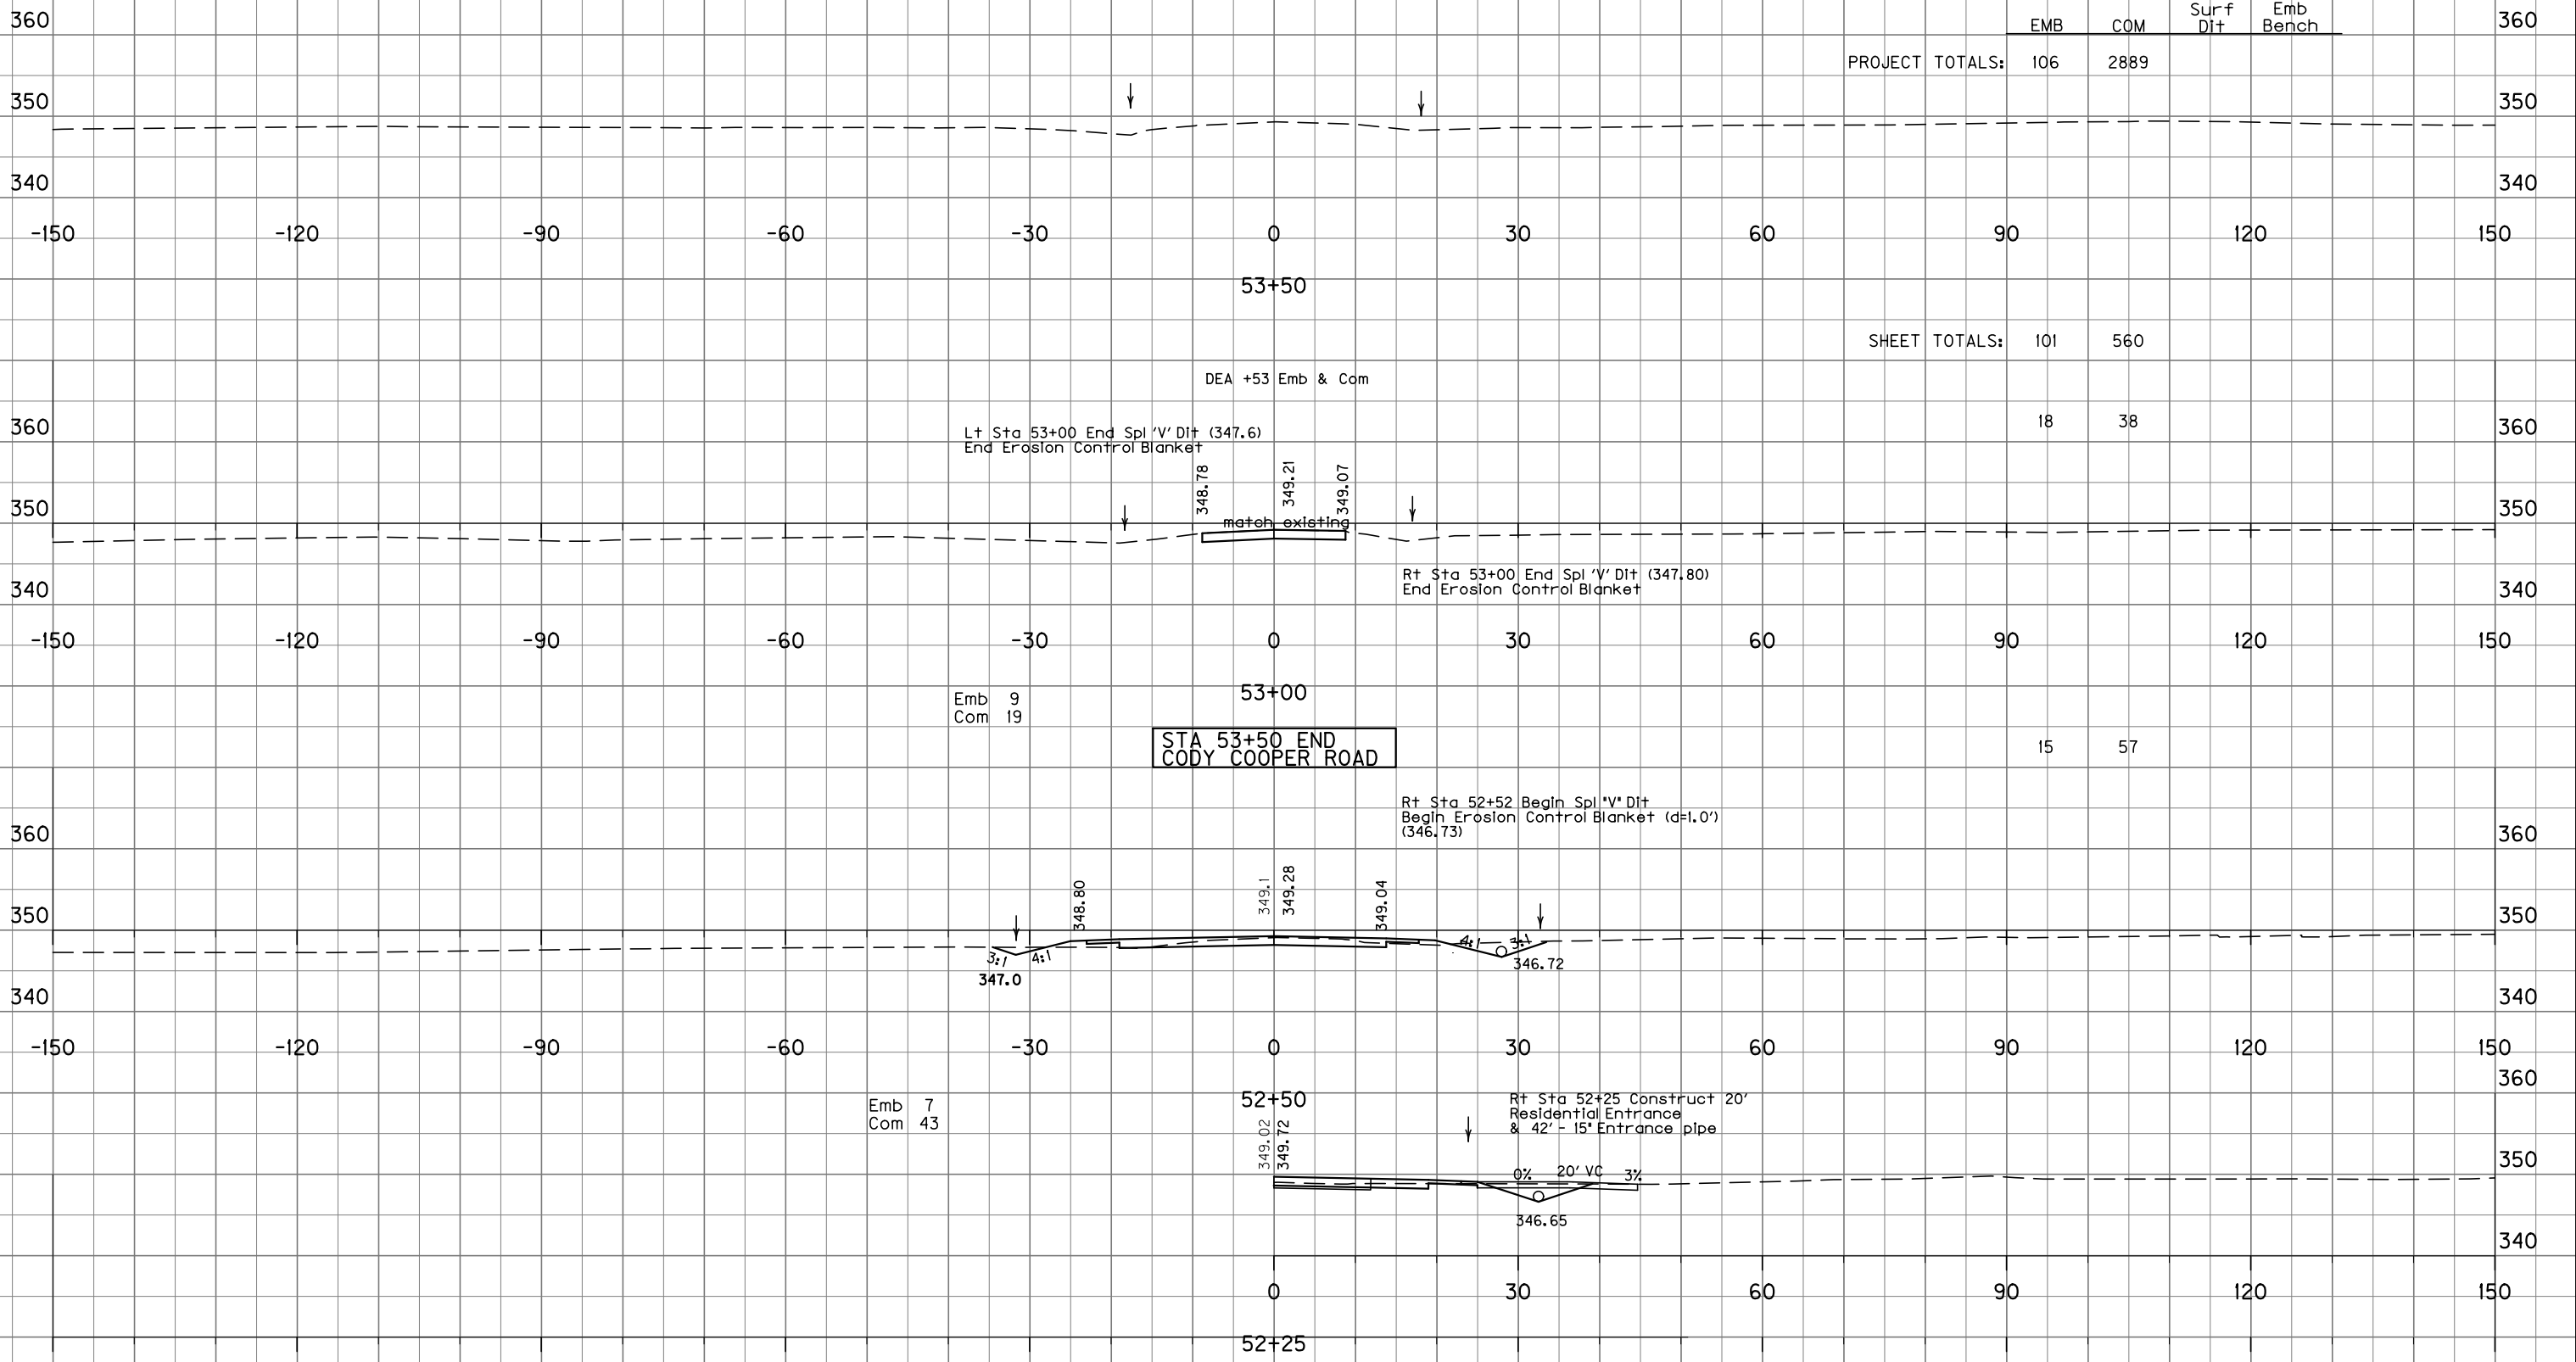 Surf Emb
EMB COM Dit Bench
360 360
PROJECT TOTALS: 106 2889
350 350
340 340
-150 -120 -90 -60 -30 0 30 60 90 120 150
53+50
SHEET TOTALS: 101 560
DEA +53 Emb & Com
18 38
360 360
Lt Sta 53+00 End Spl 'V' Dit (347.6)
End Erosion Control Blanket
348.78 349.21 349.07
350 350
match existing
Rt Sta 53+00 End Spl 'V' Dit (347.80)
End Erosion Control Blanket
340 340
-150 -120 -90 -60 -30 0 30 60 90 120 150
53+00
Emb 9
Com 19
STA 53+50 END
CODY COOPER ROAD
15 57
Rt Sta 52+52 Begin Spl "V" Dit
Begin Erosion Control Blanket (d=1.0')
(346.73)
360 360
348.80 349.1 349.28 349.04
350 350
4:1 3:1
3:1 4:1
346.72
347.0
340 340
-150 -120 -90 -60 -30 0 30 60 90 120 150
360
52+50
Emb 7
Com 43
Rt Sta 52+25 Construct 20'
Residential Entrance
& 42' - 15" Entrance pipe
349.02 349.72
350
0% 20' VC 3%
346.65
340
0 30 60 90 120 150
52+25